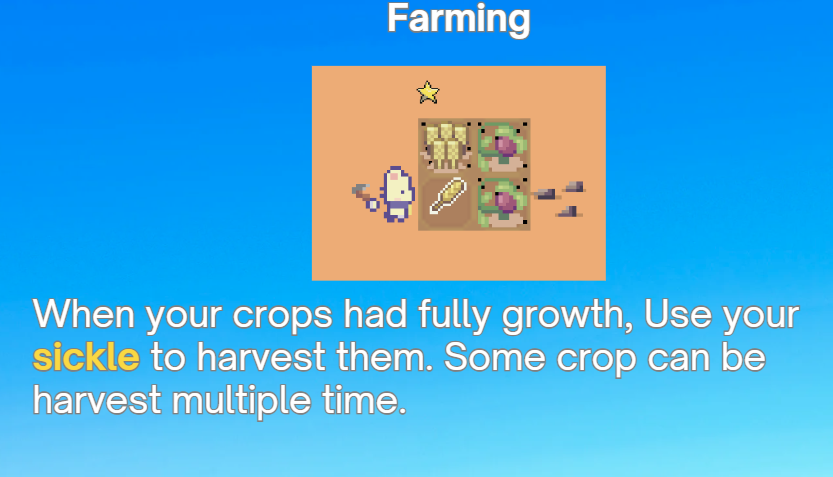 Farming
When your crops had fully growth, Use your
sickle to harvest them. Some crop can be
harvest multiple time.